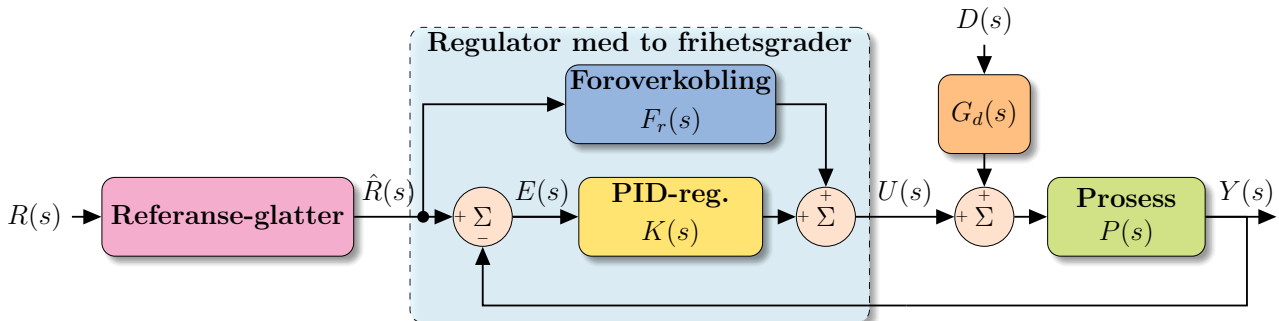 D(s)
Regulator med to frihetsgrader
Foroverkobling
F_r(s)
G_d(s)
R(s)
Referanse-glatter
R̂(s)
+ Σ −
E(s)
PID-reg.
K(s)
+ + Σ
U(s)
+ + Σ
Prosess
P(s)
Y(s)